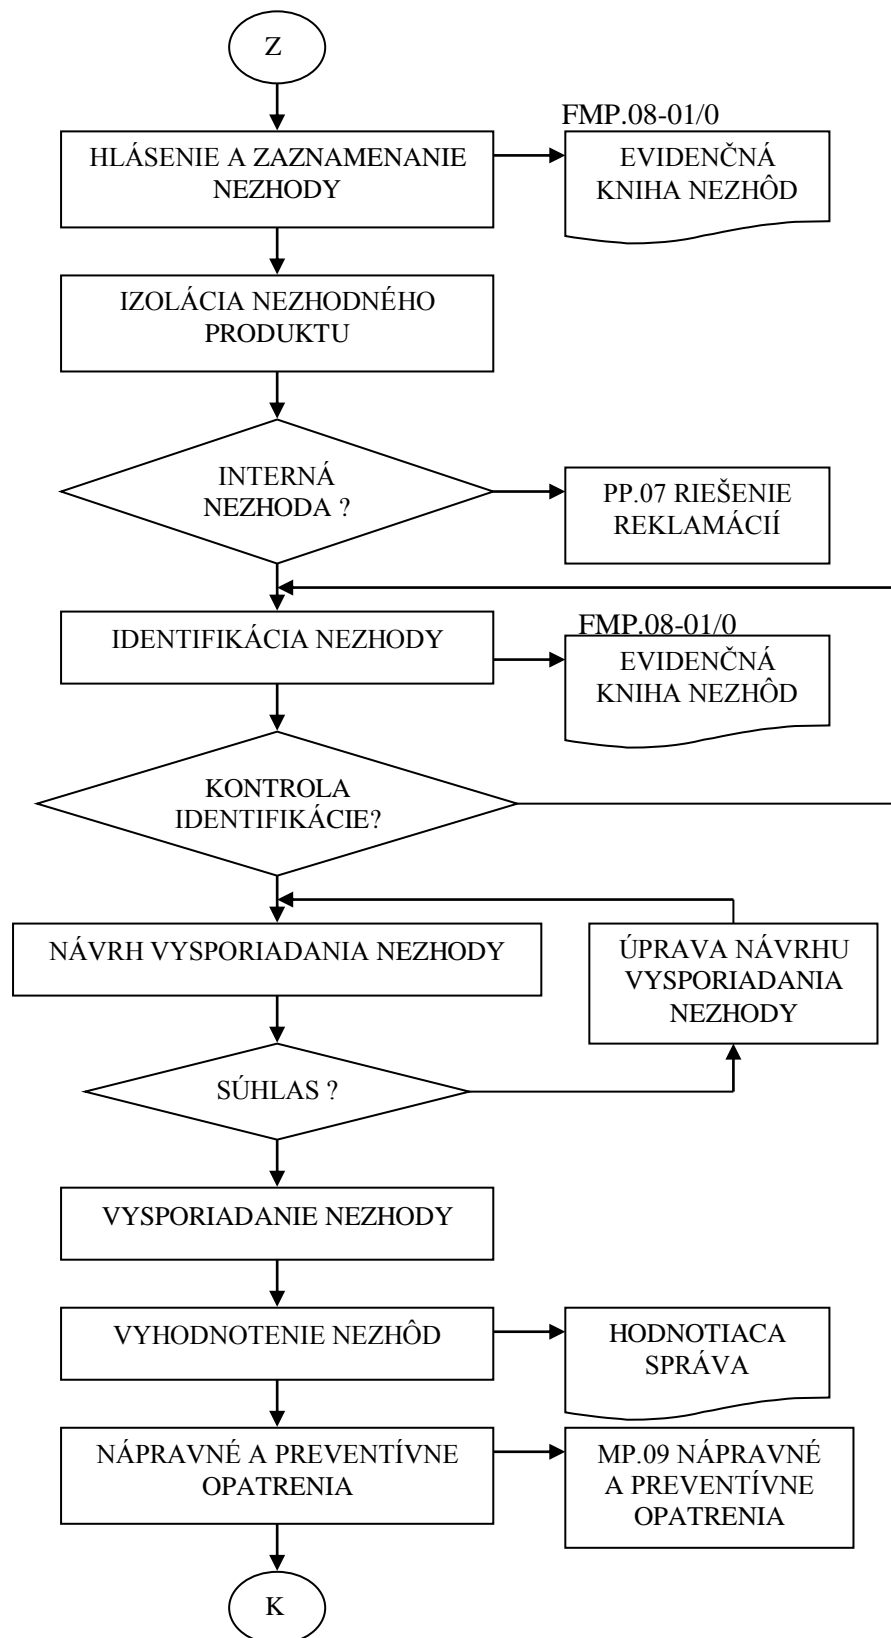 Z
FMP.08-01/0
HLÁSENIE A ZAZNAMENANIE
NEZHODY
EVIDENČNÁ
KNIHA NEZHÔD
IZOLÁCIA NEZHODNÉHO
PRODUKTU
INTERNÁ
NEZHODA ?
PP.07 RIEŠENIE
REKLAMÁCIÍ
IDENTIFIKÁCIA NEZHODY
FMP.08-01/0
EVIDENČNÁ
KNIHA NEZHÔD
KONTROLA
IDENTIFIKÁCIE?
NÁVRH VYSPORIADANIA NEZHODY
ÚPRAVA NÁVRHU
VYSPORIADANIA
NEZHODY
SÚHLAS ?
VYSPORIADANIE NEZHODY
VYHODNOTENIE NEZHÔD
HODNOTIACA
SPRÁVA
NÁPRAVNÉ A PREVENTÍVNE
OPATRENIA
MP.09 NÁPRAVNÉ
A PREVENTÍVNE
OPATRENIA
K